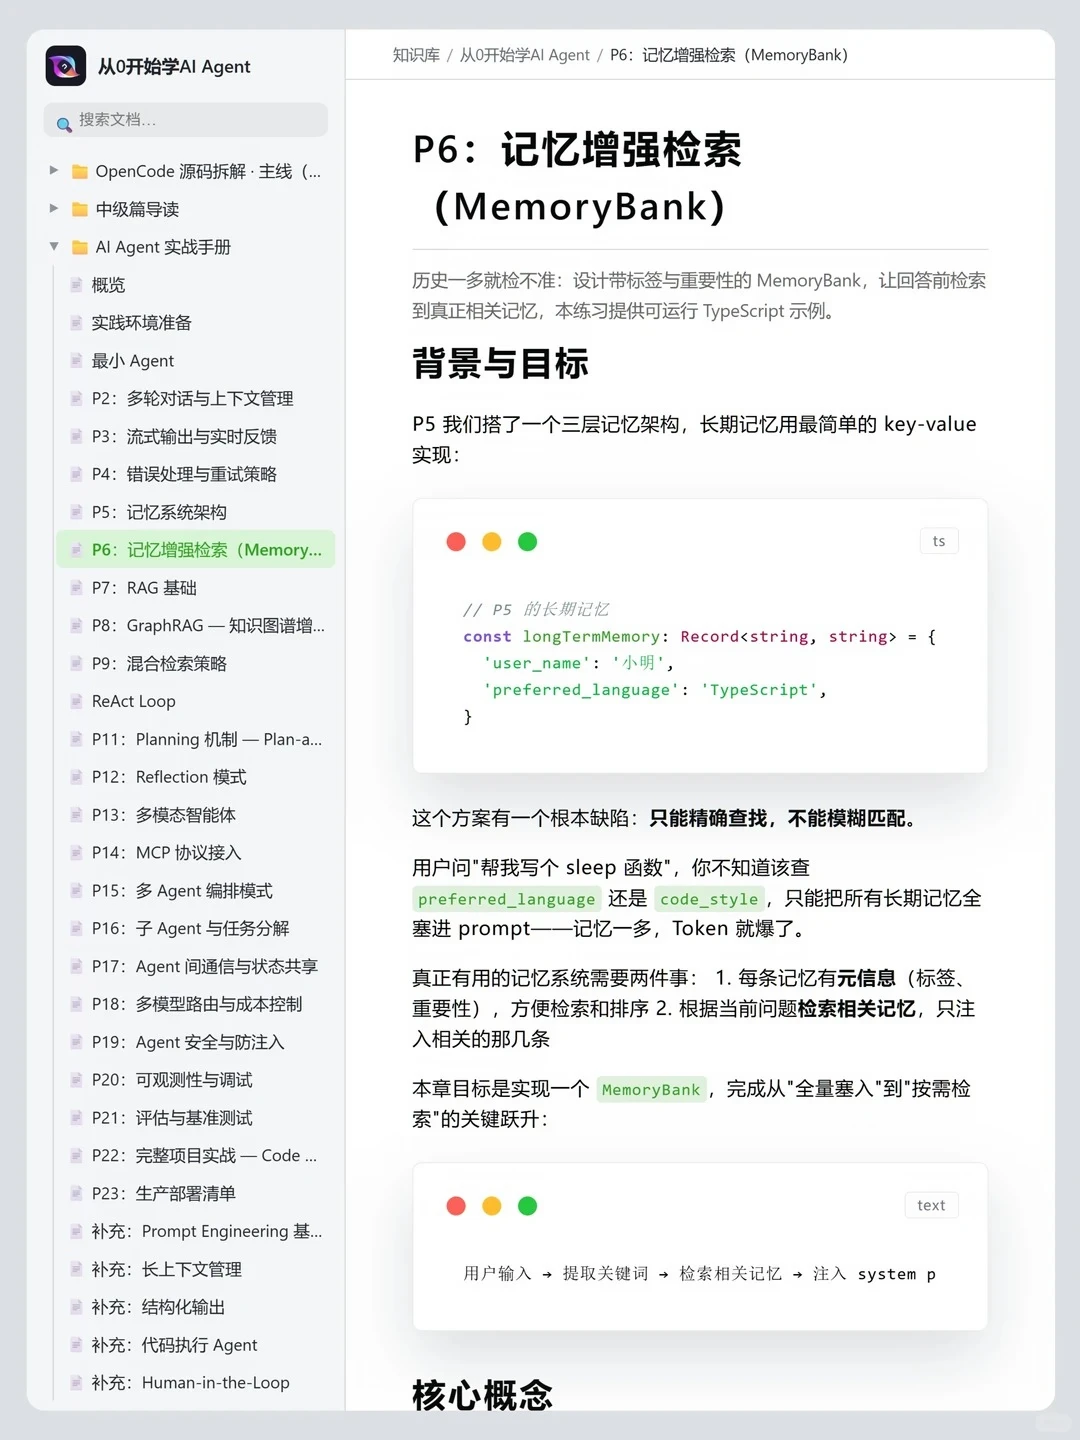 从0开始学AI Agent
搜索文档...
OpenCode 源码拆解 · 主线（...
中级篇导读
AI Agent 实战手册
概览
实践环境准备
最小 Agent
P2：多轮对话与上下文管理
P3：流式输出与实时反馈
P4：错误处理与重试策略
P5：记忆系统架构
P6：记忆增强检索（Memory...
P7：RAG 基础
P8：GraphRAG — 知识图谱增...
P9：混合检索策略
ReAct Loop
P11：Planning 机制 — Plan-a...
P12：Reflection 模式
P13：多模态智能体
P14：MCP 协议接入
P15：多 Agent 编排模式
P16：子 Agent 与任务分解
P17：Agent 间通信与状态共享
P18：多模型路由与成本控制
P19：Agent 安全与防注入
P20：可观测性与调试
P21：评估与基准测试
P22：完整项目实战 — Code ...
P23：生产部署清单
补充：Prompt Engineering 基...
补充：长上下文管理
补充：结构化输出
补充：代码执行 Agent
补充：Human-in-the-Loop
知识库 / 从0开始学AI Agent / P6：记忆增强检索（MemoryBank）
P6：记忆增强检索
（MemoryBank）
历史一多就检不准：设计带标签与重要性的 MemoryBank，让回答前检索
到真正相关记忆，本练习提供可运行 TypeScript 示例。
背景与目标
P5 我们搭了一个三层记忆架构，长期记忆用最简单的 key-value
实现：
ts
// P5 的长期记忆
const longTermMemory: Record<string, string> = {
'user_name': '小明',
'preferred_language': 'TypeScript',
}
这个方案有一个根本缺陷：只能精确查找，不能模糊匹配。
用户问"帮我写个 sleep 函数"，你不知道该查
preferred_language 还是 code_style，只能把所有长期记忆全
塞进 prompt——记忆一多，Token 就爆了。
真正有用的记忆系统需要两件事： 1. 每条记忆有元信息（标签、
重要性），方便检索和排序 2. 根据当前问题检索相关记忆，只注
入相关的那几条
本章目标是实现一个 MemoryBank，完成从"全量塞入"到"按需检
索"的关键跃升：
text
用户输入 → 提取关键词 → 检索相关记忆 → 注入 system p
核心概念